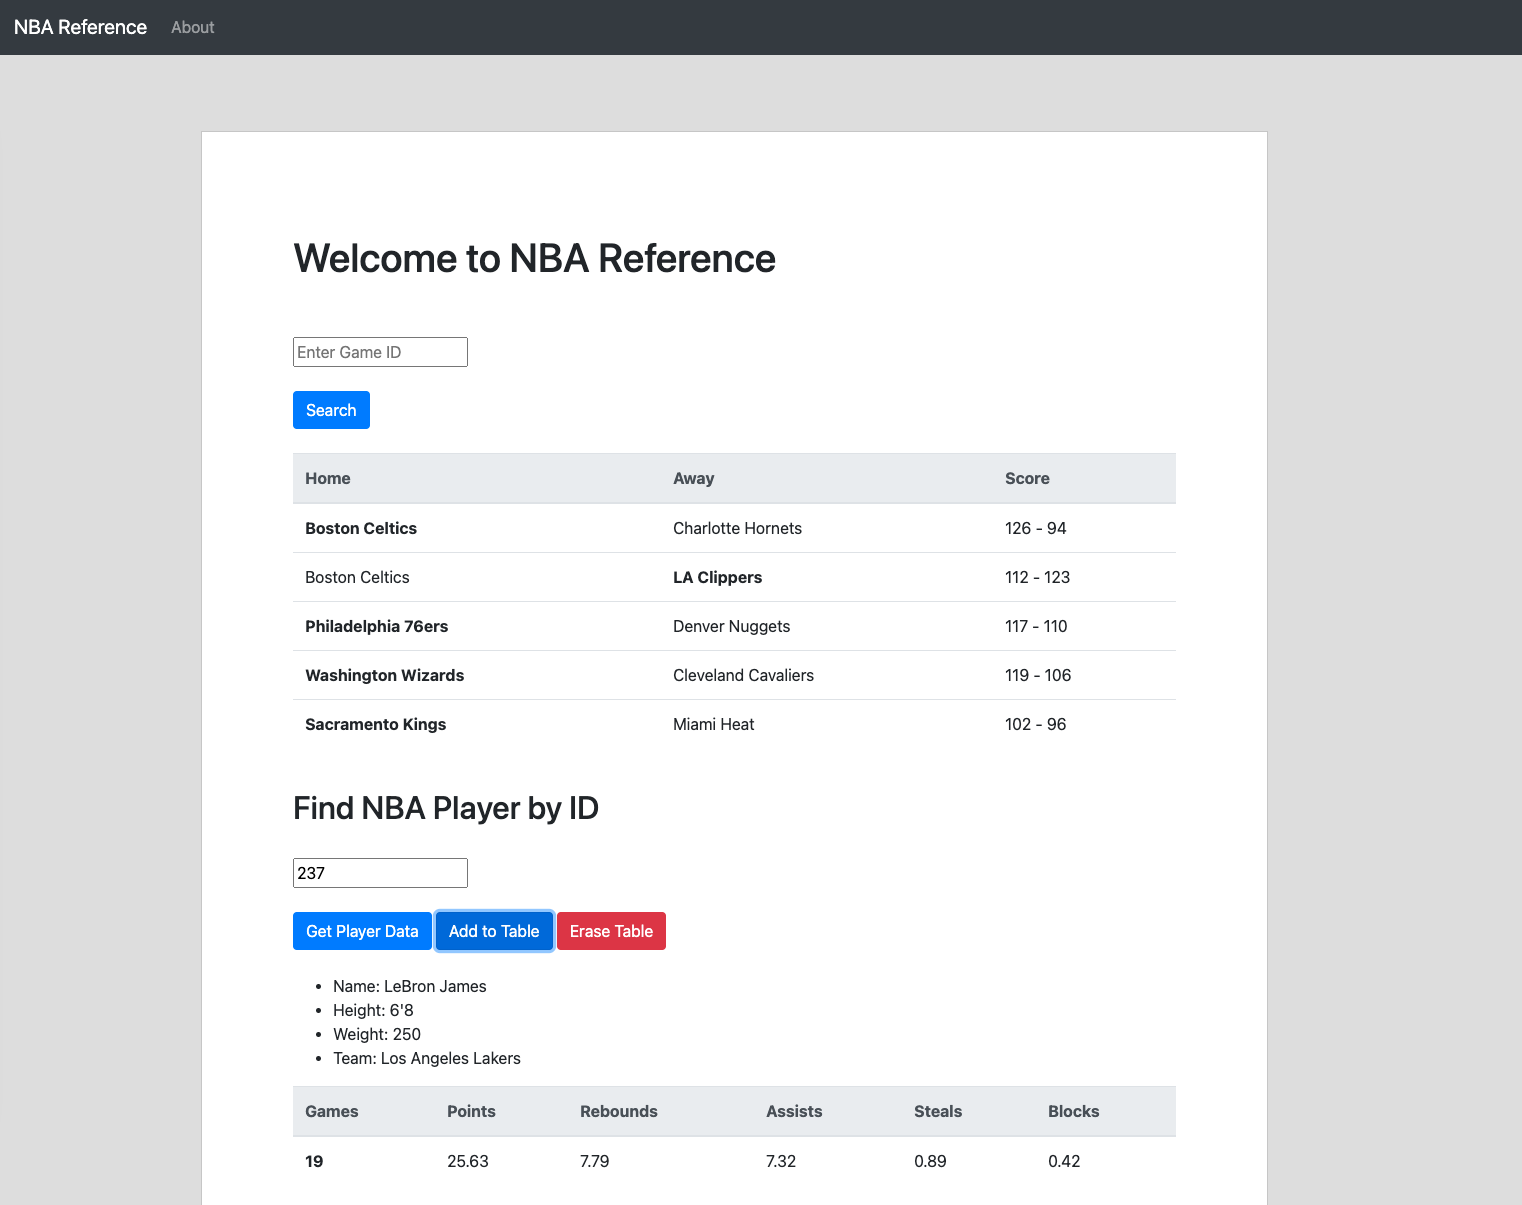 NBA Reference About
Welcome to NBA Reference
Enter Game ID
Search
Home Away Score
Boston Celtics Charlotte Hornets 126 - 94
Boston Celtics LA Clippers 112 - 123
Philadelphia 76ers Denver Nuggets 117 - 110
Washington Wizards Cleveland Cavaliers 119 - 106
Sacramento Kings Miami Heat 102 - 96
Find NBA Player by ID
237
Get Player Data Add to Table Erase Table
• Name: LeBron James
• Height: 6'8
• Weight: 250
• Team: Los Angeles Lakers
Games Points Rebounds Assists Steals Blocks
19 25.63 7.79 7.32 0.89 0.42